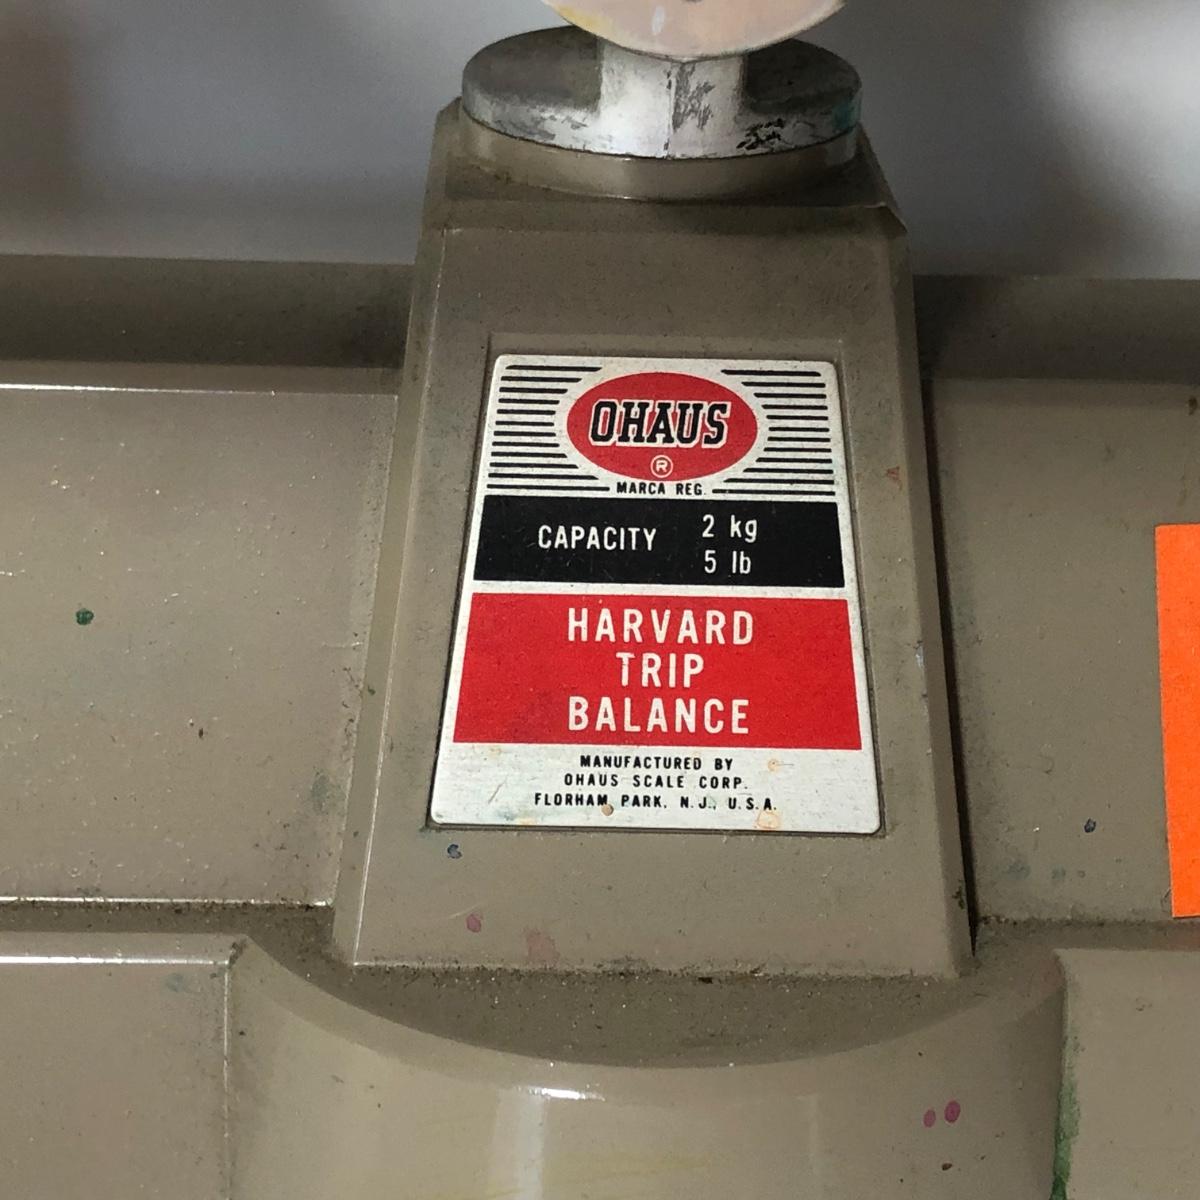 OHAUS
®
MARCA REG.
CAPACITY 2 kg
5 lb
HARVARD
TRIP
BALANCE
MANUFACTURED BY
OHAUS SCALE CORP.
FLORHAM PARK, N.J., U.S.A.